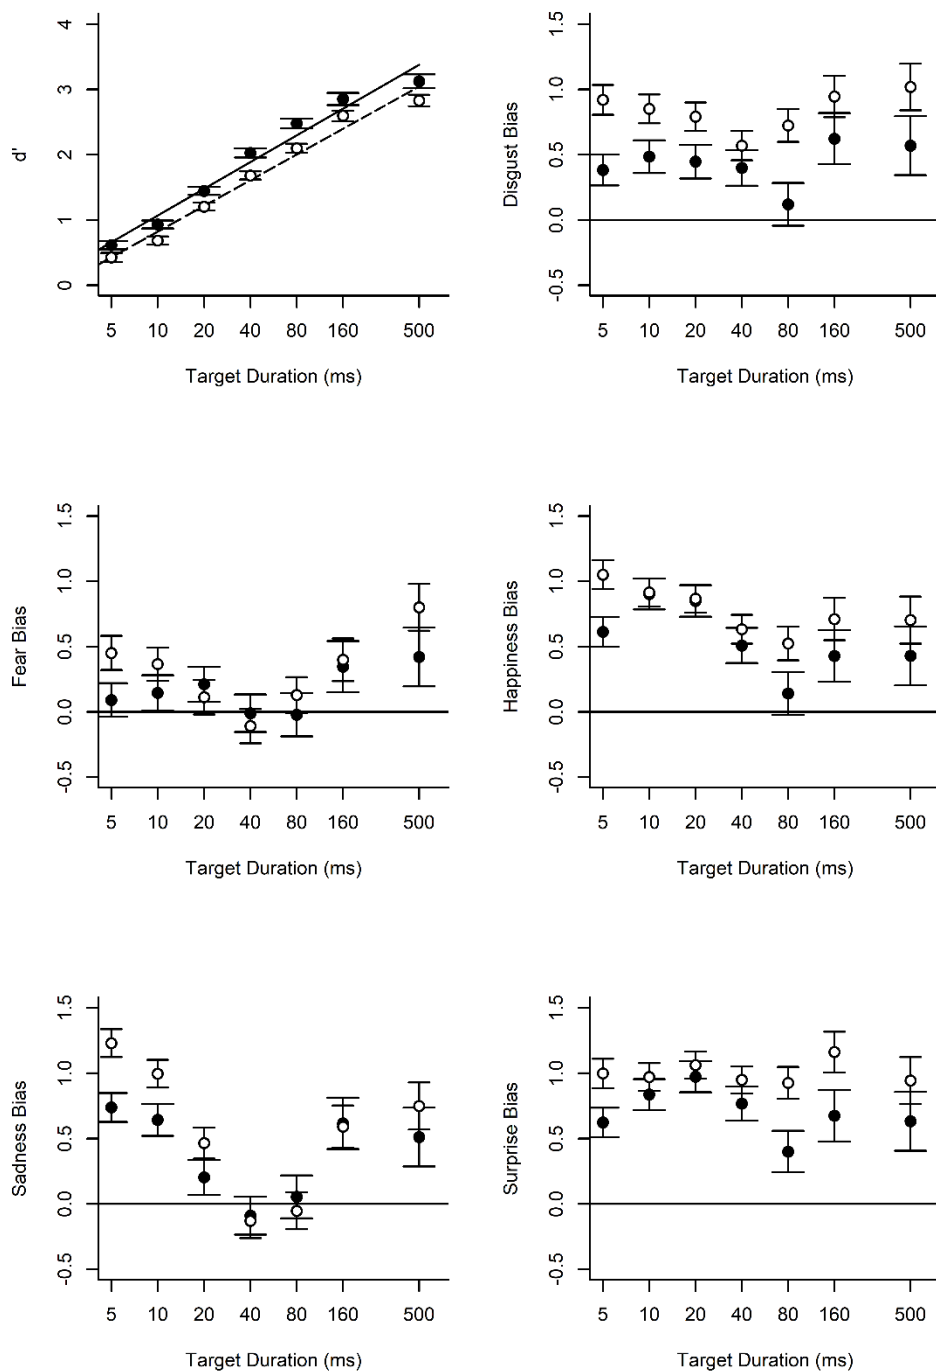 d'
4
3
2
1
0
5 10 20 40 80 160 500
Target Duration (ms)
Disgust Bias
1.5
1.0
0.5
0.0
-0.5
5 10 20 40 80 160 500
Target Duration (ms)
Fear Bias
1.5
1.0
0.5
0.0
-0.5
5 10 20 40 80 160 500
Target Duration (ms)
Happiness Bias
1.5
1.0
0.5
0.0
-0.5
5 10 20 40 80 160 500
Target Duration (ms)
Sadness Bias
1.5
1.0
0.5
0.0
-0.5
5 10 20 40 80 160 500
Target Duration (ms)
Surprise Bias
1.5
1.0
0.5
0.0
-0.5
5 10 20 40 80 160 500
Target Duration (ms)